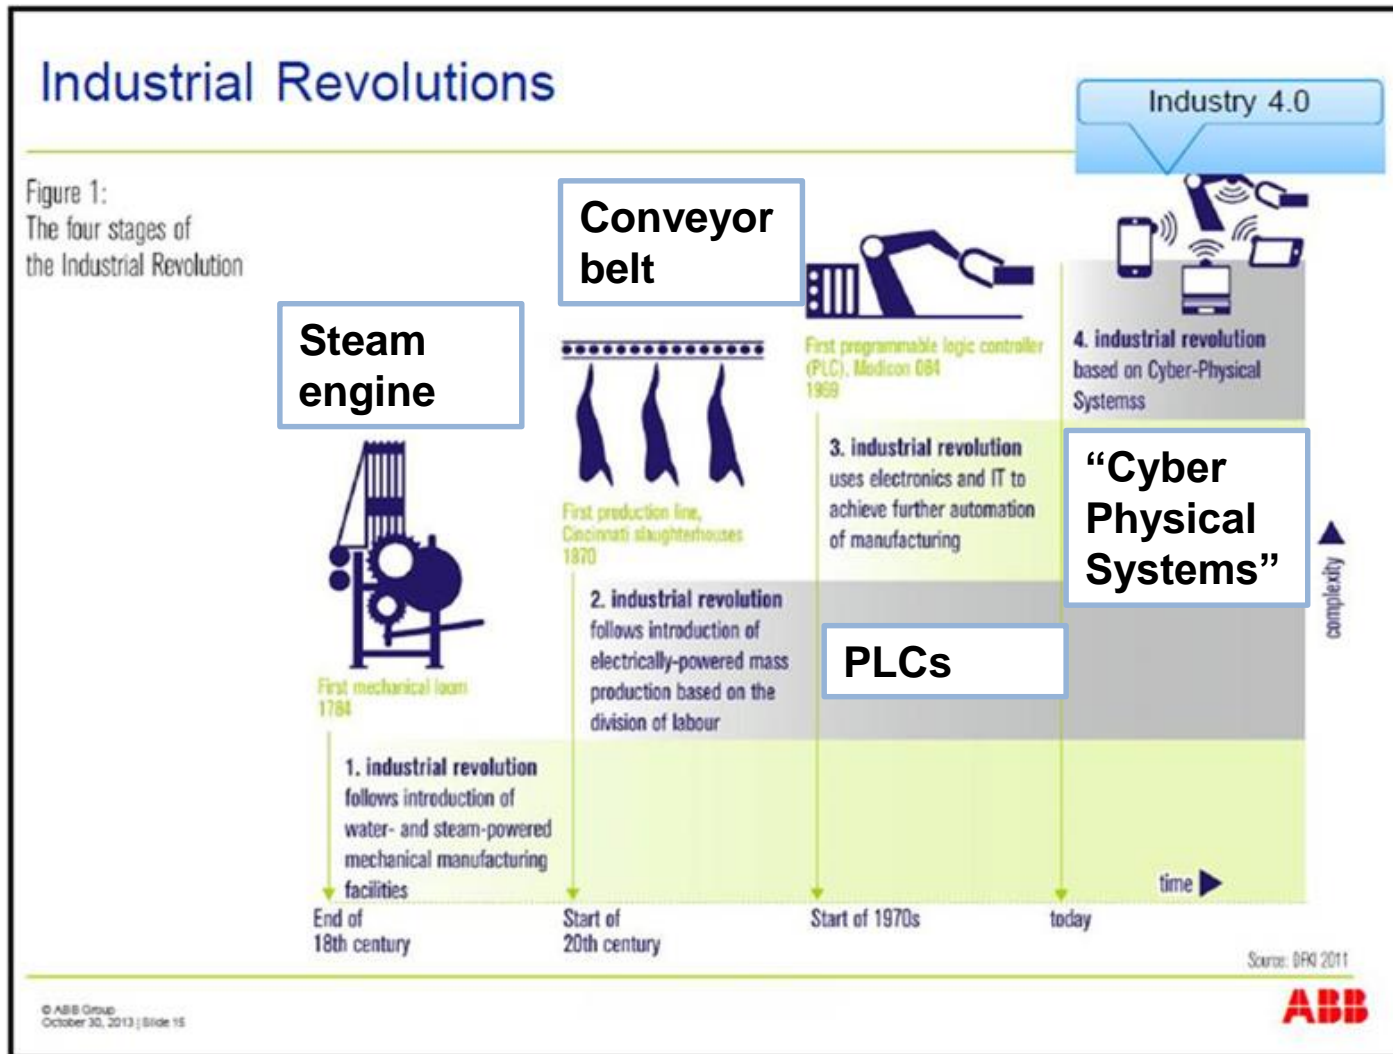 Industrial Revolutions
Industry 4.0
Figure 1:
The four stages of
the Industrial Revolution
Steam
engine
Conveyor
belt
First programmable logic controller
(PLC), Modicon 084
1969
4. industrial revolution
based on Cyber-Physical
Systemss
3. industrial revolution
uses electronics and IT to
achieve further automation
of manufacturing
“Cyber
Physical
Systems”
First production line,
Cincinnati slaughterhouses
1870
2. industrial revolution
follows introduction of
electrically-powered mass
production based on the
division of labour
PLCs
complexity
First mechanical loom
1784
1. industrial revolution
follows introduction of
water- and steam-powered
mechanical manufacturing
facilities
time
End of
18th century
Start of
20th century
Start of 1970s
today
Source: DFKI 2011
© ABB Group
October 30, 2013 | Slide 15
ABB